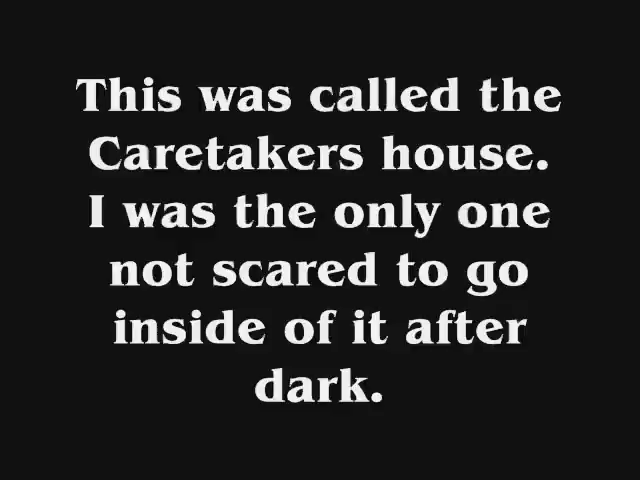 This was called the
Caretakers house.
I was the only one
not scared to go
inside of it after
dark.